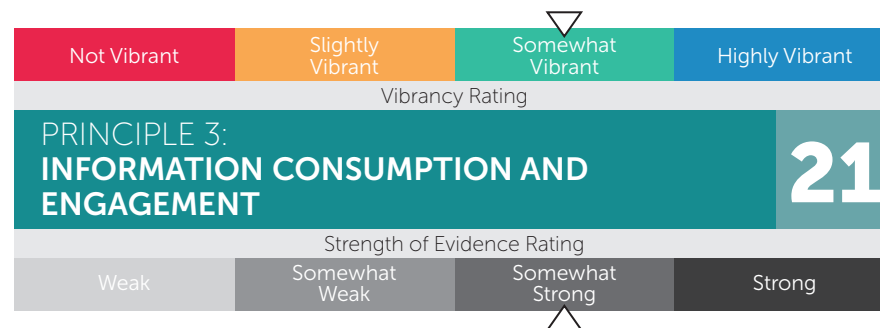 Not Vibrant
Slightly
Vibrant
Somewhat
Vibrant
Highly Vibrant
Vibrancy Rating
PRINCIPLE 3:
INFORMATION CONSUMPTION AND
ENGAGEMENT
21
Strength of Evidence Rating
Weak
Somewhat
Weak
Somewhat
Strong
Strong